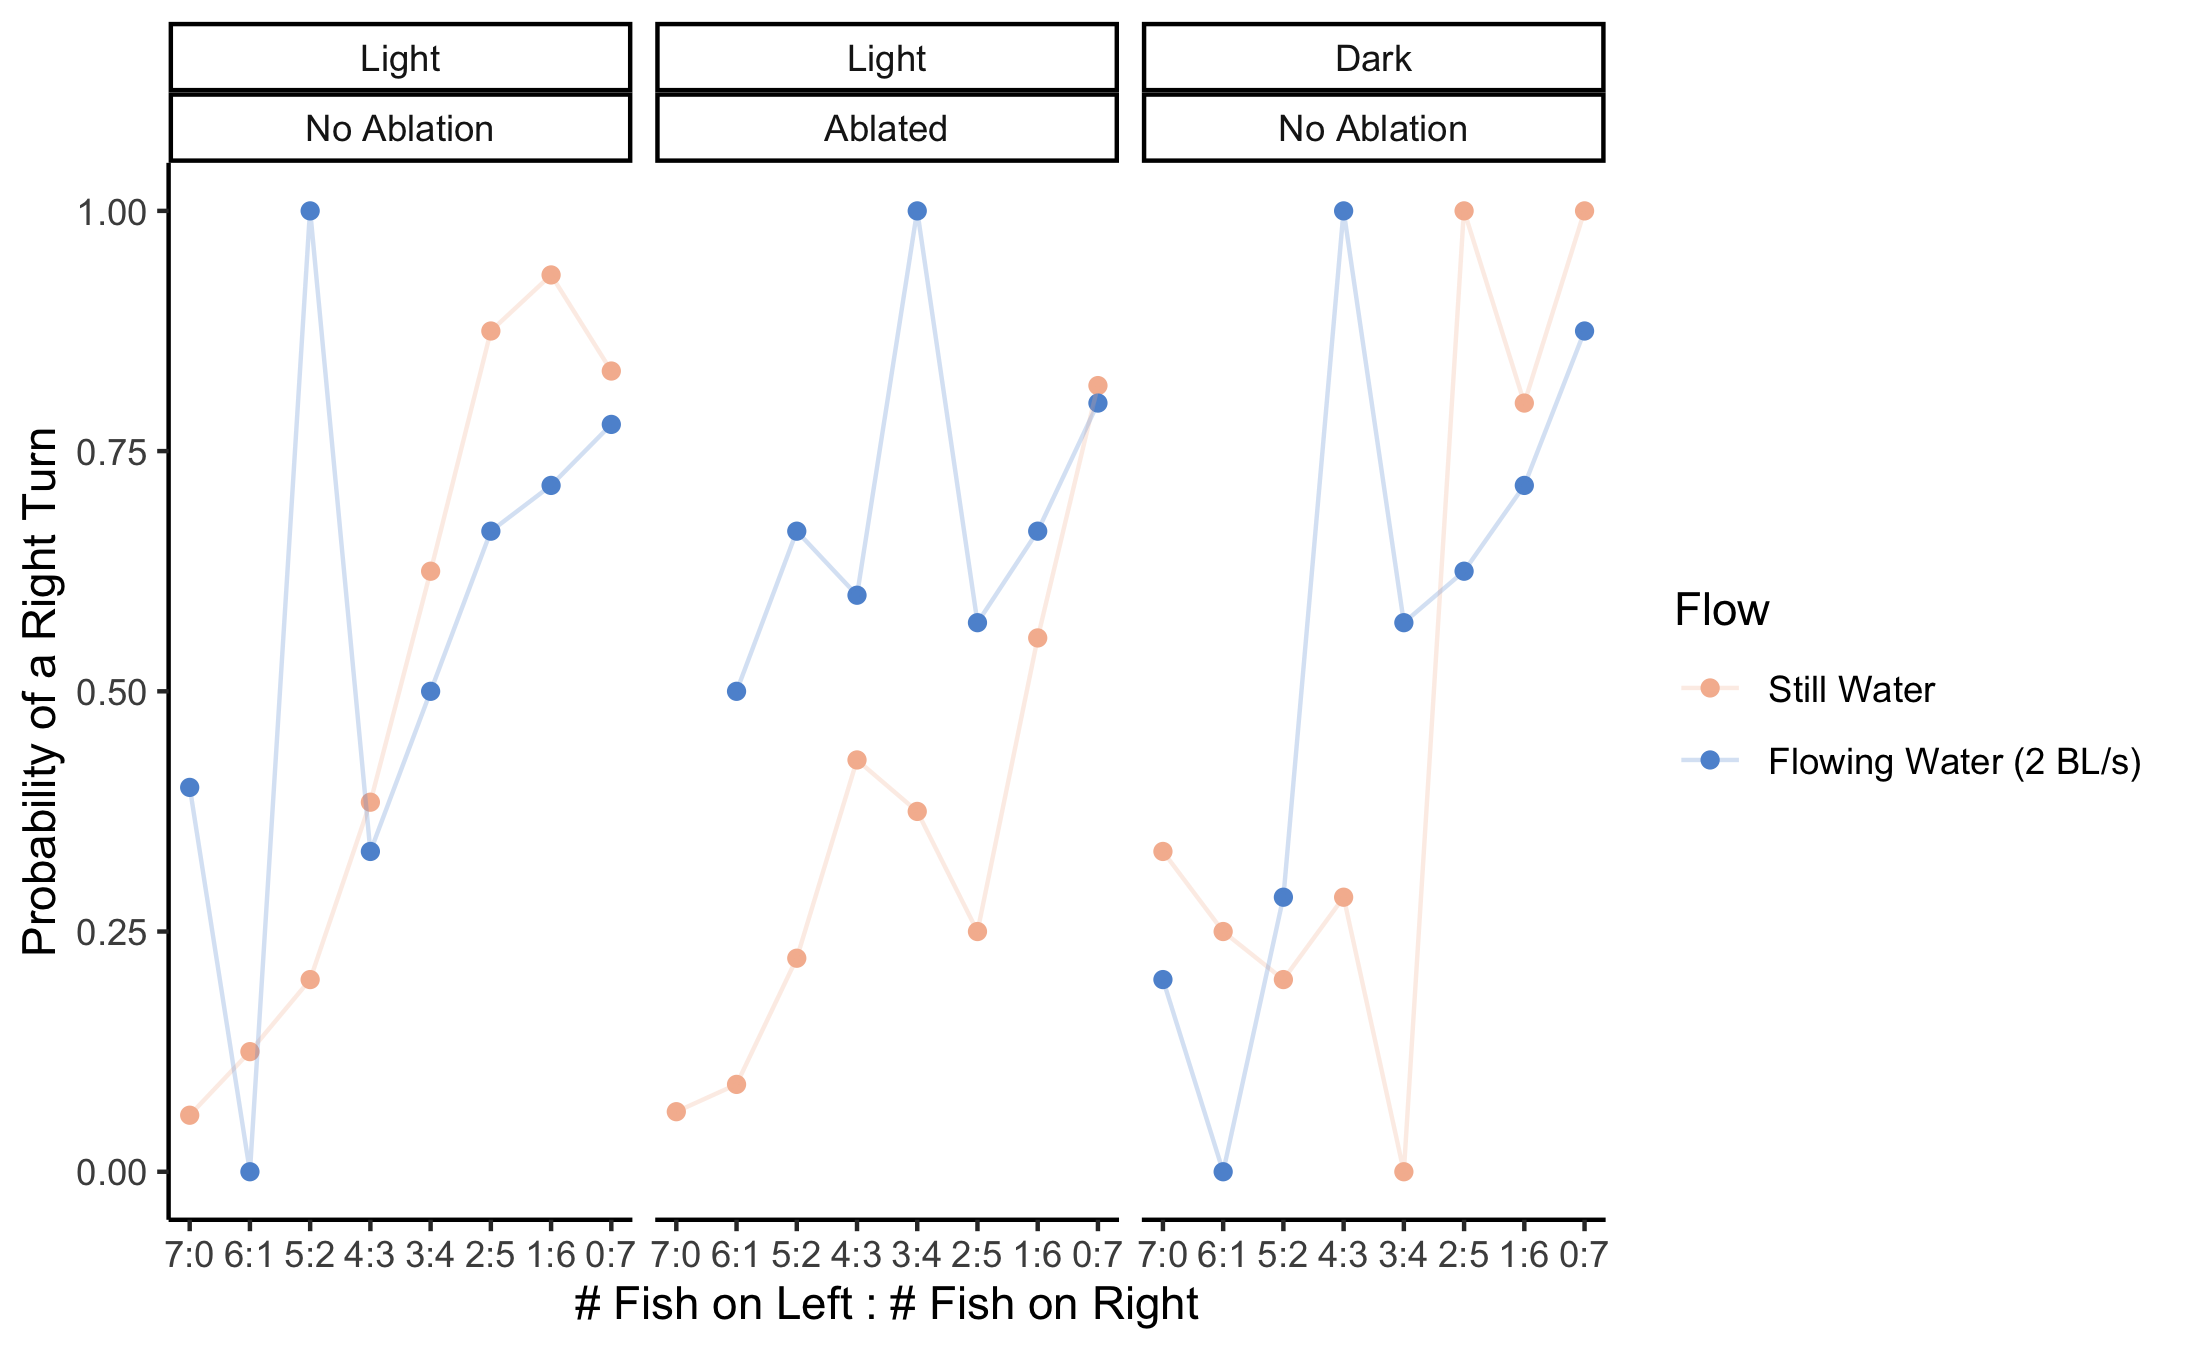 Light Light Dark
No Ablation Ablated No Ablation
1.00
0.75
0.50
0.25
0.00
Probability of a Right Turn
7:0 6:1 5:2 4:3 3:4 2:5 1:6 0:7 7:0 6:1 5:2 4:3 3:4 2:5 1:6 0:7 7:0 6:1 5:2 4:3 3:4 2:5 1:6 0:7
# Fish on Left : # Fish on Right
Flow
Still Water
Flowing Water (2 BL/s)